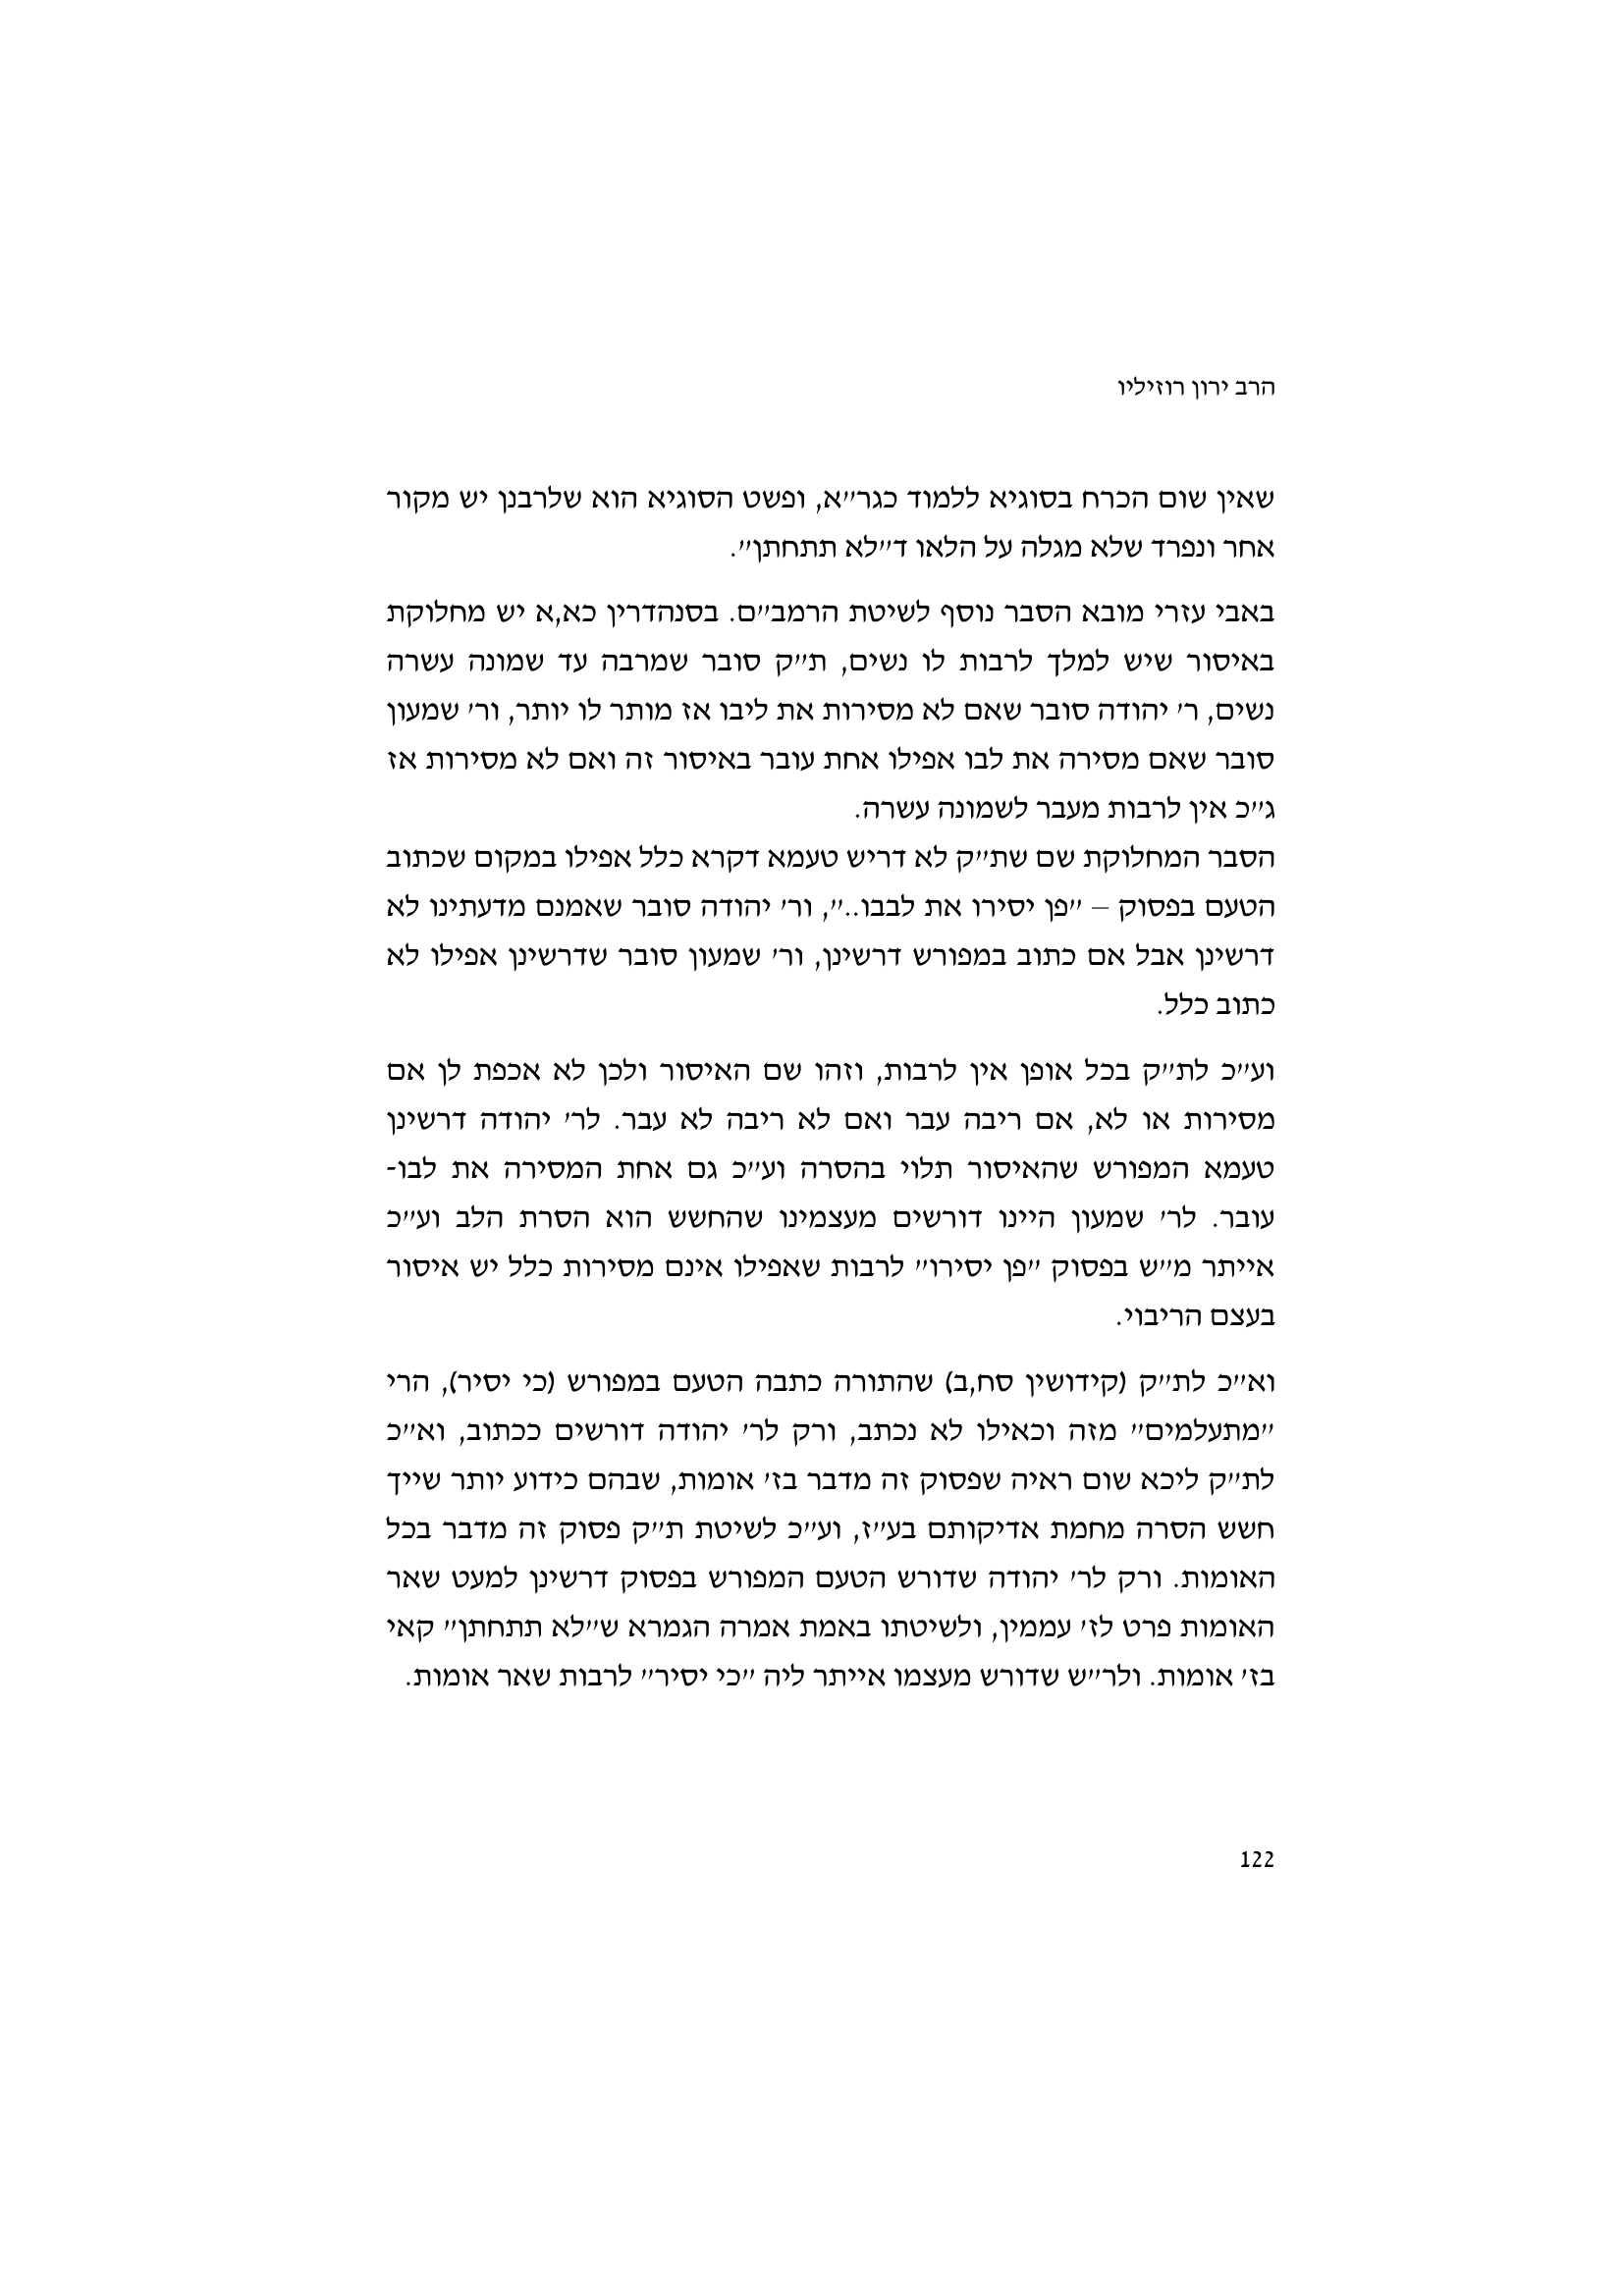 הרב ירון רוזיליו
שאין שום הכרח בסוגיא ללמוד כגר״א, ופשט הסוגיא הוא שלרבנן יש מקור
אחר ונפרד שלא מגלה על הלאו ד״לא תתחתן״.
באבי עזרי מובא הסבר נוסף לשיטת הרמב״ם. בסנהדרין כא,א יש מחלוקת
באיסור שיש למלך לרבות לו נשים, ת״ק סובר שמרבה עד שמונה עשרה
נשים, ר׳ יהודה סובר שאם לא מסירות את ליבו אז מותר לו יותר, ור׳ שמעון
סובר שאם מסירה את לבו אפילו אחת עובר באיסור זה ואם לא מסירות אז
ג״כ אין לרבות מעבר לשמונה עשרה.
הסבר המחלוקת שם שת״ק לא דריש טעמא דקרא כלל אפילו במקום שכתוב
הטעם בפסוק – ״פן יסירו את לבבו..״, ור׳ יהודה סובר שאמנם מדעתינו לא
דרשינן אבל אם כתוב במפורש דרשינן, ור׳ שמעון סובר שדרשינן אפילו לא
כתוב כלל.
וע״כ לת״ק בכל אופן אין לרבות, וזהו שם האיסור ולכן לא אכפת לן אם
מסירות או לא, אם ריבה עבר ואם לא ריבה לא עבר. לר׳ יהודה דרשינן
טעמא המפורש שהאיסור תלוי בהסרה וע״כ גם אחת המסירה את לבו-
עובר. לר׳ שמעון היינו דורשים מעצמינו שהחשש הוא הסרת הלב וע״כ
אייתר מ״ש בפסוק ״פן יסירו״ לרבות שאפילו אינם מסירות כלל יש איסור
בעצם הריבוי.
וא״כ לת״ק (קידושין סח,ב) שהתורה כתבה הטעם במפורש (כי יסיר), הרי
״מתעלמים״ מזה וכאילו לא נכתב, ורק לר׳ יהודה דורשים ככתוב, וא״כ
לת״ק ליכא שום ראיה שפסוק זה מדבר בז׳ אומות, שבהם כידוע יותר שייך
חשש הסרה מחמת אדיקותם בע״ז, וע״כ לשיטת ת״ק פסוק זה מדבר בכל
האומות. ורק לר׳ יהודה שדורש הטעם המפורש בפסוק דרשינן למעט שאר
האומות פרט לז׳ עממין, ולשיטתו באמת אמרה הגמרא ש״לא תתחתן״ קאי
בז׳ אומות. ולר״ש שדורש מעצמו אייתר ליה ״כי יסיר״ לרבות שאר אומות.
122